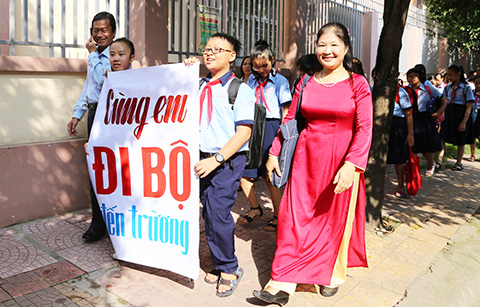 Cùng em
ĐI BỘ
đến trường